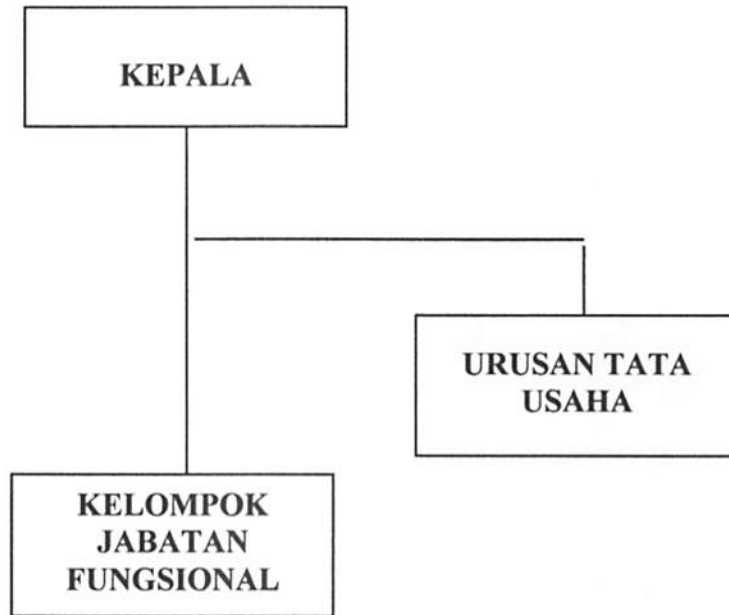 KEPALA
URUSAN TATA
USAHA
KELOMPOK
JABATAN
FUNGSIONAL